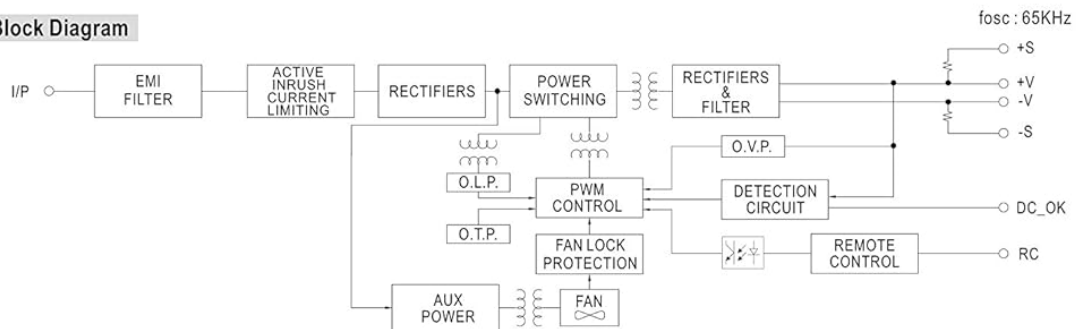 Block Diagram
fosc : 65KHz
I/P
EMI
FILTER
ACTIVE
INRUSH
CURRENT
LIMITING
RECTIFIERS
POWER
SWITCHING
RECTIFIERS
&
FILTER
+S
+V
-V
-S
O.V.P.
O.L.P.
PWM
CONTROL
DETECTION
CIRCUIT
DC_OK
O.T.P.
FAN LOCK
PROTECTION
REMOTE
CONTROL
RC
AUX
POWER
FAN